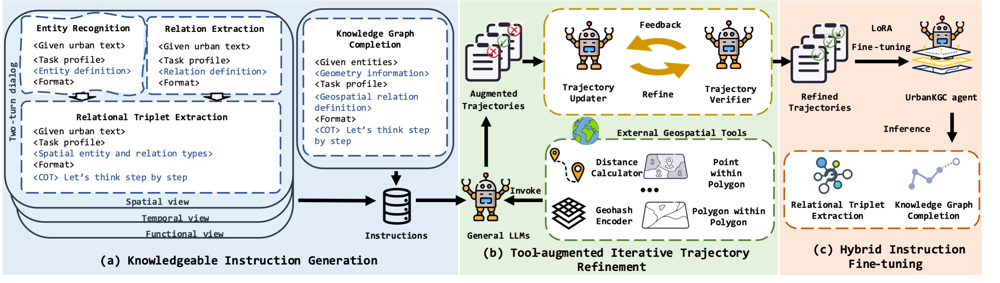 Two-turn dialog
Entity Recognition
<Given urban text>
<Task profile>
<Entity definition>
<Format>
Relation Extraction
<Given urban text>
<Task profile>
<Relation definition>
<Format>
Relational Triplet Extraction
<Given urban text>
<Task profile>
<Spatial entity and relation types>
<Format>
<COT> Let’s think step by step
Spatial view
Temporal view
Functional view
Knowledge Graph
Completion
<Given entities>
<Geometry information>
<Task profile>
<Geospatial relation
definition>
<Format>
<COT> Let’s think step
by step
Instructions
(a) Knowledgeable Instruction Generation
Augmented
Trajectories
Feedback
Trajectory
Updater
Refine
Trajectory
Verifier
External Geospatial Tools
Distance
Calculator
Point
within
Polygon
Geohash
Encoder
Polygon within
Polygon
Invoke
General LLMs
(b) Tool-augmented Iterative Trajectory
Refinement
Refined
Trajectories
LoRA
Fine-tuning
UrbanKGC agent
Inference
Relational Triplet
Extraction
Knowledge Graph
Completion
(c) Hybrid Instruction
Fine-tuning